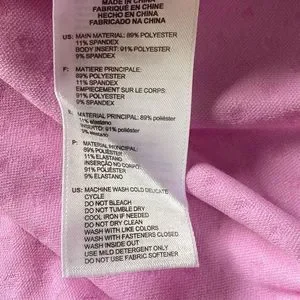 MADE IN CHINA
FABRIQUE EN CHINE
HECHO EN CHINA
FABRICADO NA CHINA
US: MAIN MATERIAL: 89% POLYESTER
11% SPANDEX
BODY INSERT: 91% POLYESTER
9% SPANDEX
F: MATIERE PRINCIPALE:
89% POLYESTER
11% SPANDEX
EMPIECEMENT SUR LE CORPS:
91% POLYESTER
9% SPANDEX
E: MATERIAL PRINCIPAL: 89% poliéster
11% elastano
INSERTO: 91% poliéster
9% elastano
P: MATERIAL PRINCIPAL:
89% POLIÉSTER
11% ELASTANO
INSERÇÃO NO CORPO:
91% POLIÉSTER
9% ELASTANO
US: MACHINE WASH COLD DELICATE
CYCLE
DO NOT BLEACH
DO NOT TUMBLE DRY
COOL IRON IF NEEDED
DO NOT DRY CLEAN
WASH WITH LIKE COLORS
WASH WITH FASTENERS CLOSED
WASH INSIDE OUT
USE MILD DETERGENT ONLY
DO NOT USE FABRIC SOFTENER